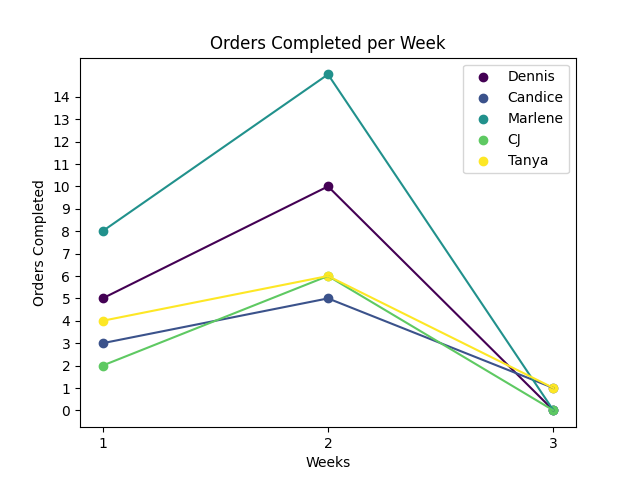 Orders Completed per Week
Dennis
Candice
Marlene
CJ
Tanya
Orders Completed
14
13
12
11
10
9
8
7
6
5
4
3
2
1
0
1 2 3
Weeks